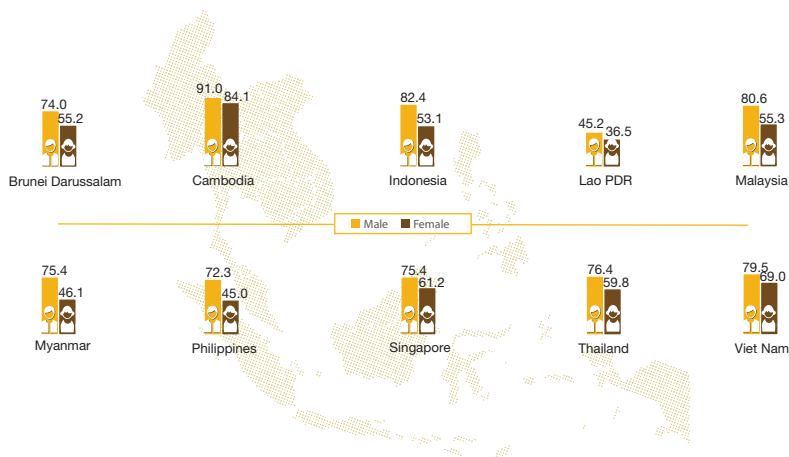 74.0 55.2
Brunei Darussalam
91.0 84.1
Cambodia
82.4 53.1
Indonesia
45.2 36.5
Lao PDR
80.6 55.3
Malaysia
Male Female
75.4 46.1
Myanmar
72.3 45.0
Philippines
75.4 61.2
Singapore
76.4 59.8
Thailand
79.5 69.0
Viet Nam